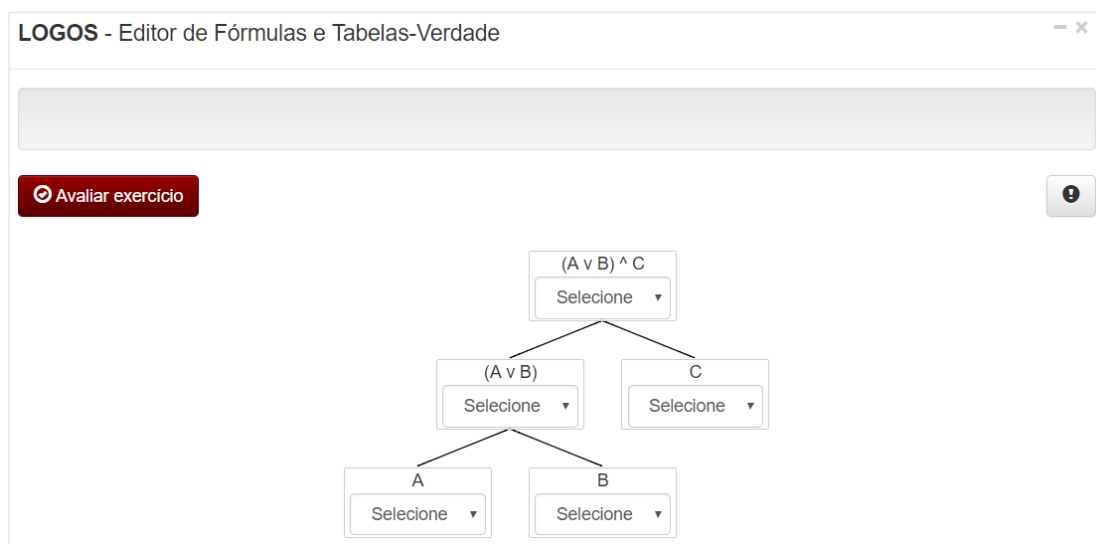 LOGOS - Editor de Fórmulas e Tabelas-Verdade
Avaliar exercício
(A v B) ^ C
Selecione
(A v B)
C
Selecione
Selecione
A
B
Selecione
Selecione